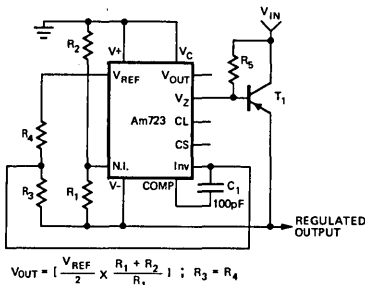 V_IN
R2
V+
V_C
R5
V_REF
V_OUT
T1
V_Z
R4
Am723
CL
CS
N.I.
Inv
R3
R1
V-
COMP
C1
100pF
REGULATED
OUTPUT
V_OUT = [ V_REF / 2 × R1 + R2 / R1 ] ; R3 = R4